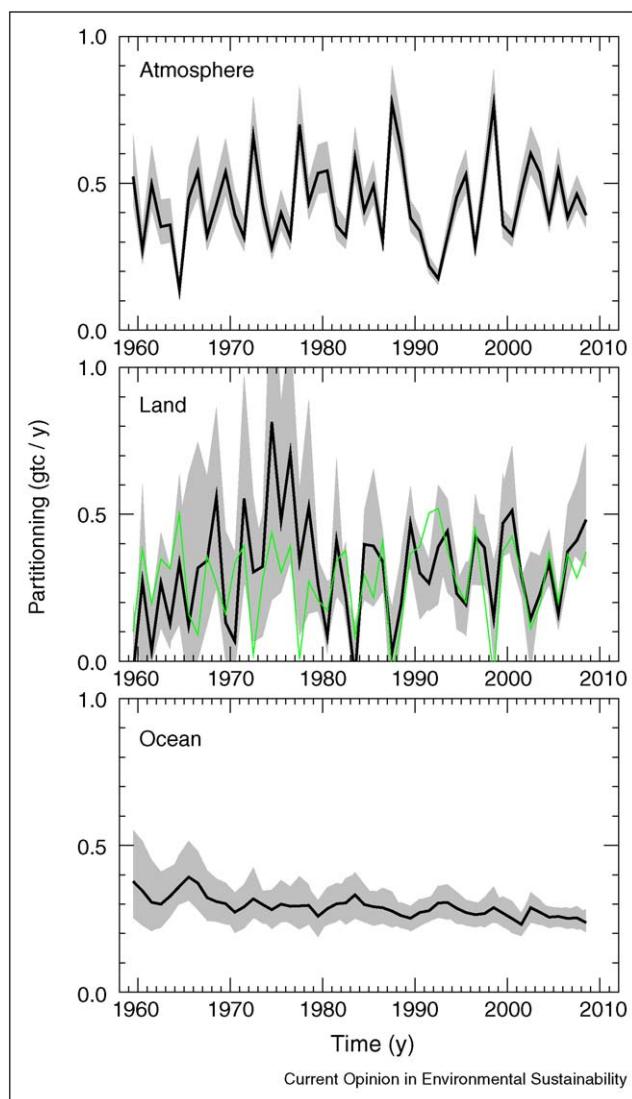 1.0
Atmosphere
0.5
0.0
1960 1970 1980 1990 2000 2010
1.0
Land
0.5
0.0
1960 1970 1980 1990 2000 2010
Partitionning (gtc / y)
1.0
Ocean
0.5
0.0
1960 1970 1980 1990 2000 2010
Time (y)
Current Opinion in Environmental Sustainability